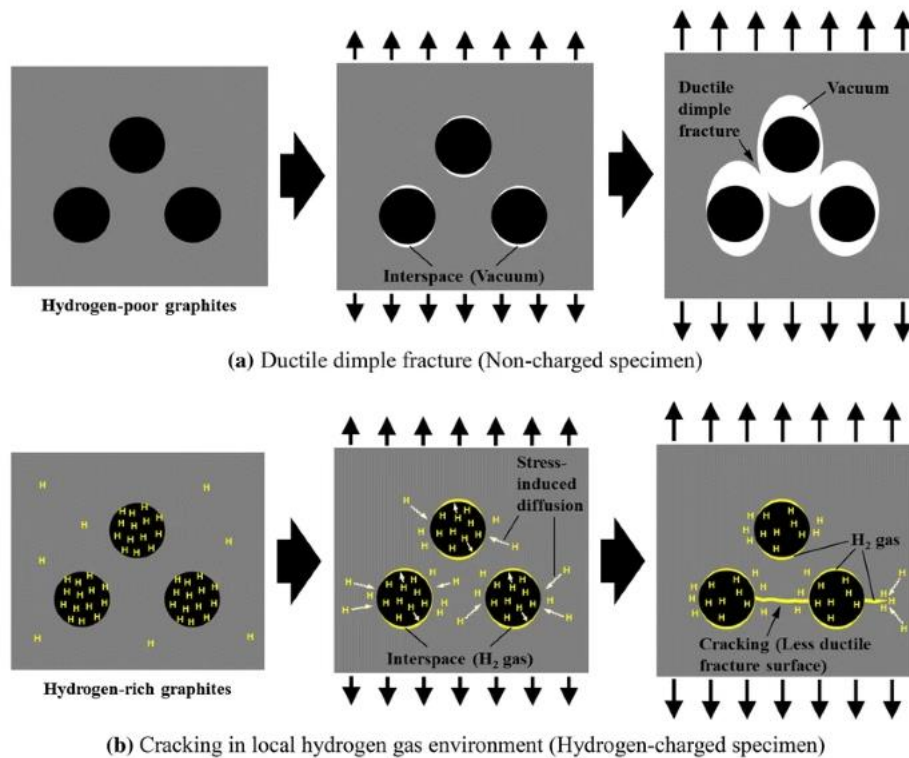 Ductile
dimple
fracture
Vacuum
Interspace (Vacuum)
Hydrogen-poor graphites
(a) Ductile dimple fracture (Non-charged specimen)
H H H H H H
H H H H H H H H H H H H
Stress-
induced
diffusion
H₂ gas
Interspace (H₂ gas)
Cracking (Less ductile
fracture surface)
Hydrogen-rich graphites
(b) Cracking in local hydrogen gas environment (Hydrogen-charged specimen)